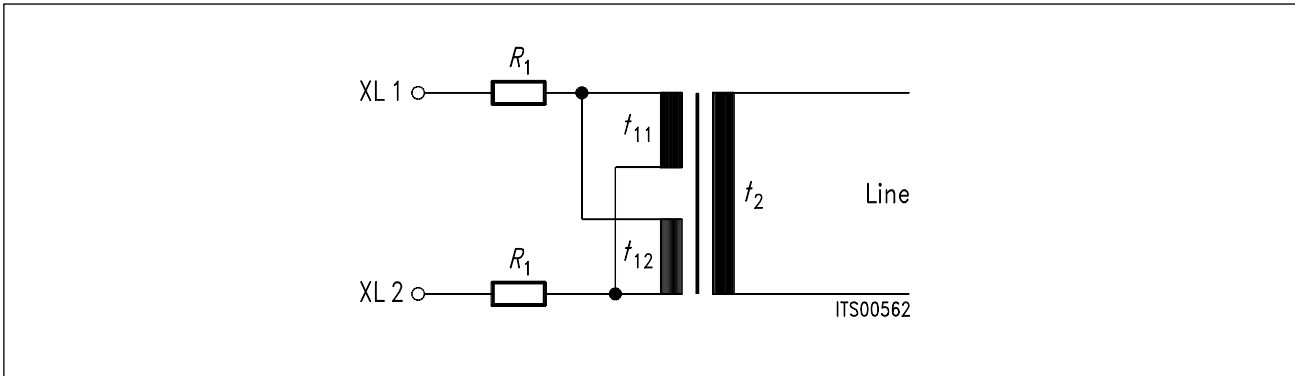 R1
XL 1
t11
t2
Line
t12
R1
XL 2
ITS00562